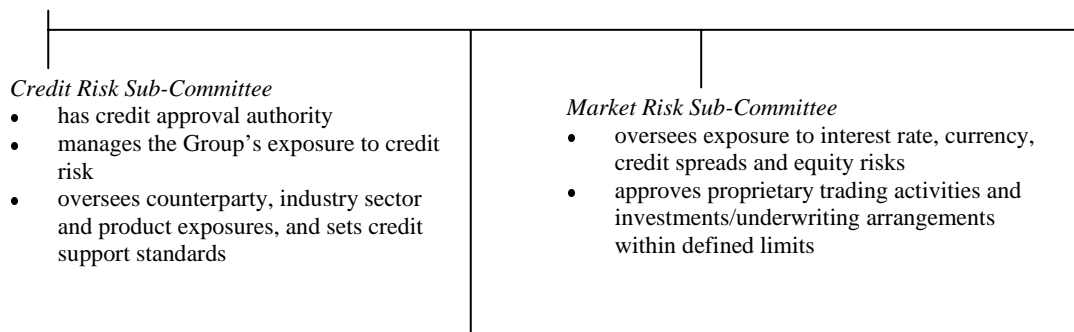 Credit Risk Sub-Committee
• has credit approval authority
• manages the Group’s exposure to credit
risk
• oversees counterparty, industry sector
and product exposures, and sets credit
support standards
Market Risk Sub-Committee
• oversees exposure to interest rate, currency,
credit spreads and equity risks
• approves proprietary trading activities and
investments/underwriting arrangements
within defined limits